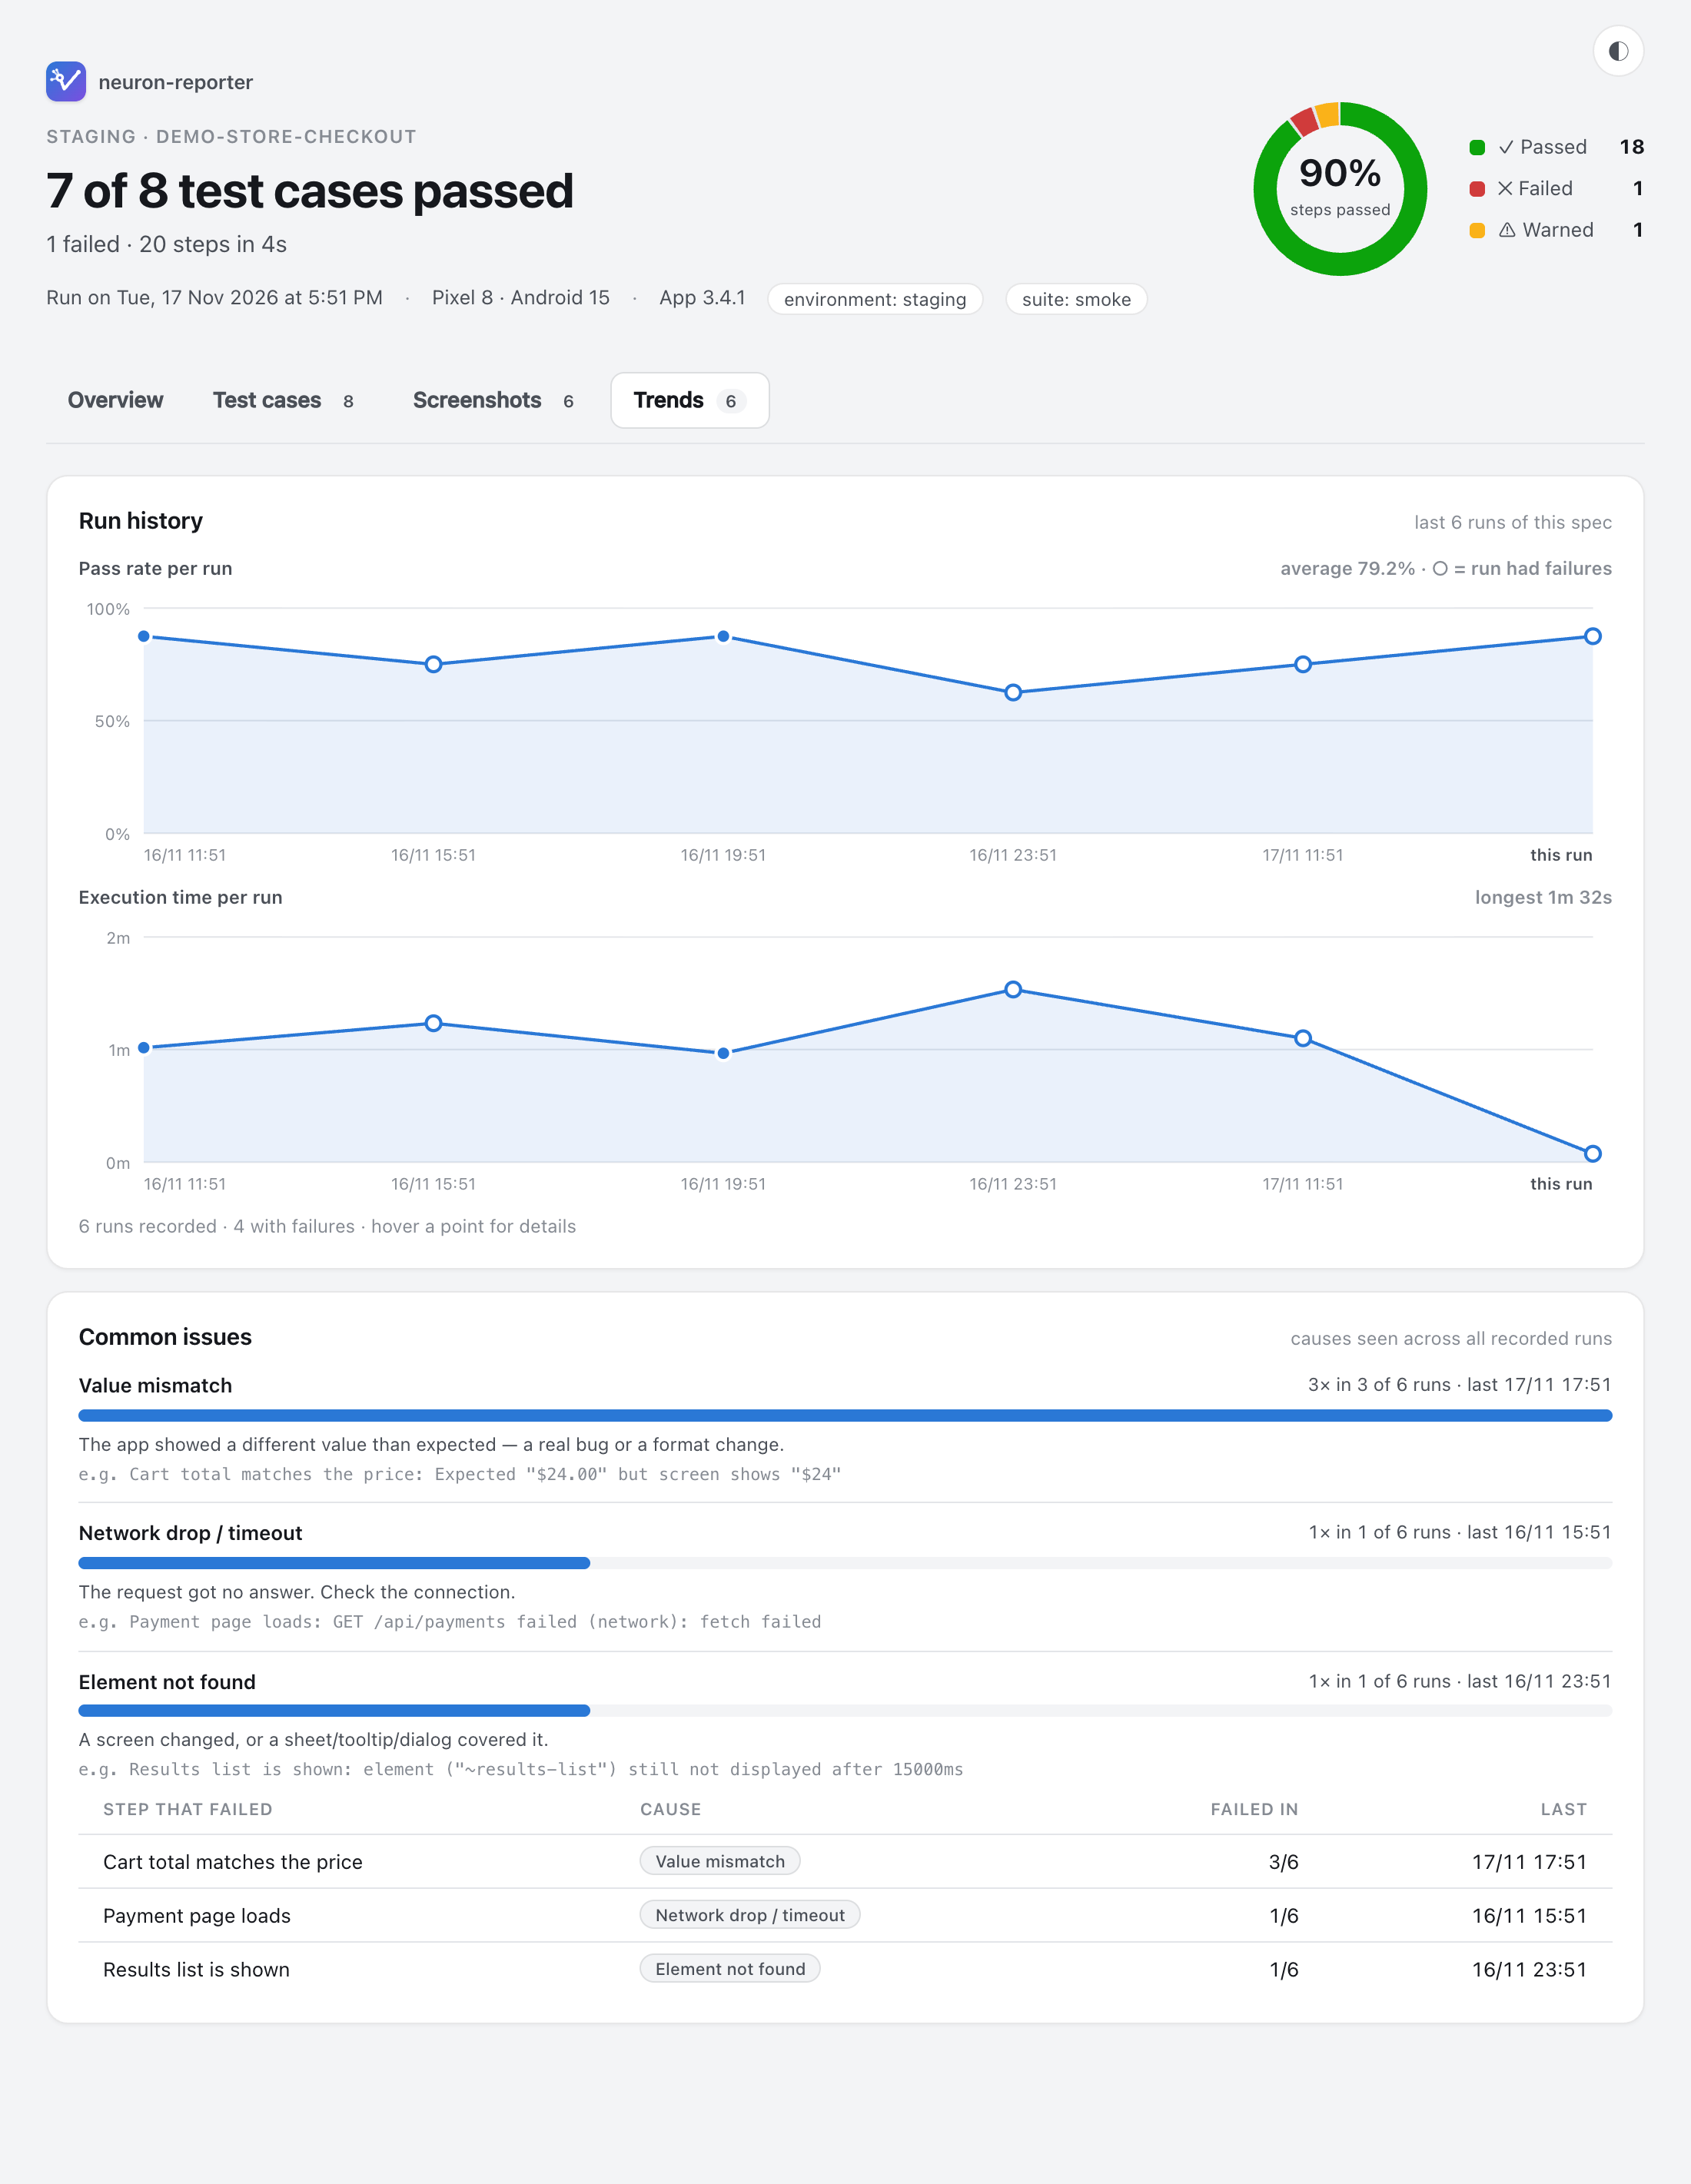 neuron-reporter
STAGING · DEMO-STORE-CHECKOUT
7 of 8 test cases passed
1 failed · 20 steps in 4s
Run on Tue, 17 Nov 2026 at 5:51 PM · Pixel 8 · Android 15 · App 3.4.1 environment: staging suite: smoke
90%
steps passed
✓ Passed 18
✕ Failed 1
⚠ Warned 1
Overview Test cases 8 Screenshots 6 Trends 6
Run history last 6 runs of this spec
Pass rate per run average 79.2% · ○ = run had failures
100%
50%
0%
16/11 11:51 16/11 15:51 16/11 19:51 16/11 23:51 17/11 11:51 this run
Execution time per run longest 1m 32s
2m
1m
0m
16/11 11:51 16/11 15:51 16/11 19:51 16/11 23:51 17/11 11:51 this run
6 runs recorded · 4 with failures · hover a point for details
Common issues causes seen across all recorded runs
Value mismatch 3× in 3 of 6 runs · last 17/11 17:51
The app showed a different value than expected — a real bug or a format change.
e.g. Cart total matches the price: Expected "$24.00" but screen shows "$24"
Network drop / timeout 1× in 1 of 6 runs · last 16/11 15:51
The request got no answer. Check the connection.
e.g. Payment page loads: GET /api/payments failed (network): fetch failed
Element not found 1× in 1 of 6 runs · last 16/11 23:51
A screen changed, or a sheet/tooltip/dialog covered it.
e.g. Results list is shown: element ("~results-list") still not displayed after 15000ms
STEP THAT FAILED CAUSE FAILED IN LAST
Cart total matches the price Value mismatch 3/6 17/11 17:51
Payment page loads Network drop / timeout 1/6 16/11 15:51
Results list is shown Element not found 1/6 16/11 23:51